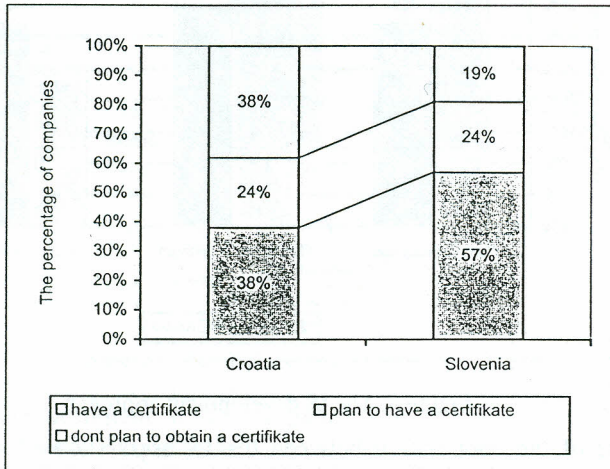 The percentage of companies
100%
90%
80%
70%
60%
50%
40%
30%
20%
10%
0%
38%
24%
38%
19%
24%
57%
Croatia
Slovenia
have a certifikate
plan to have a certifikate
dont plan to obtain a certifikate